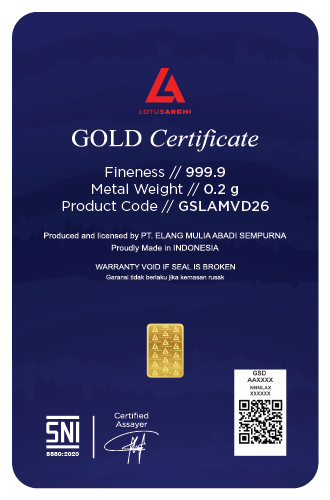 LOTUSARCHI
GOLD Certificate
Fineness // 999.9
Metal Weight // 0.2 g
Product Code // GSLAMVD26
Produced and licensed by PT. ELANG MULIA ABADI SEMPURNA
Proudly Made in INDONESIA
WARRANTY VOID IF SEAL IS BROKEN
Garansi tidak berlaku jika kemasan rusak
GSD
AAXXXX
NNNLAX
XXXXXX
Certified
Assayer
SNI
8880:2020